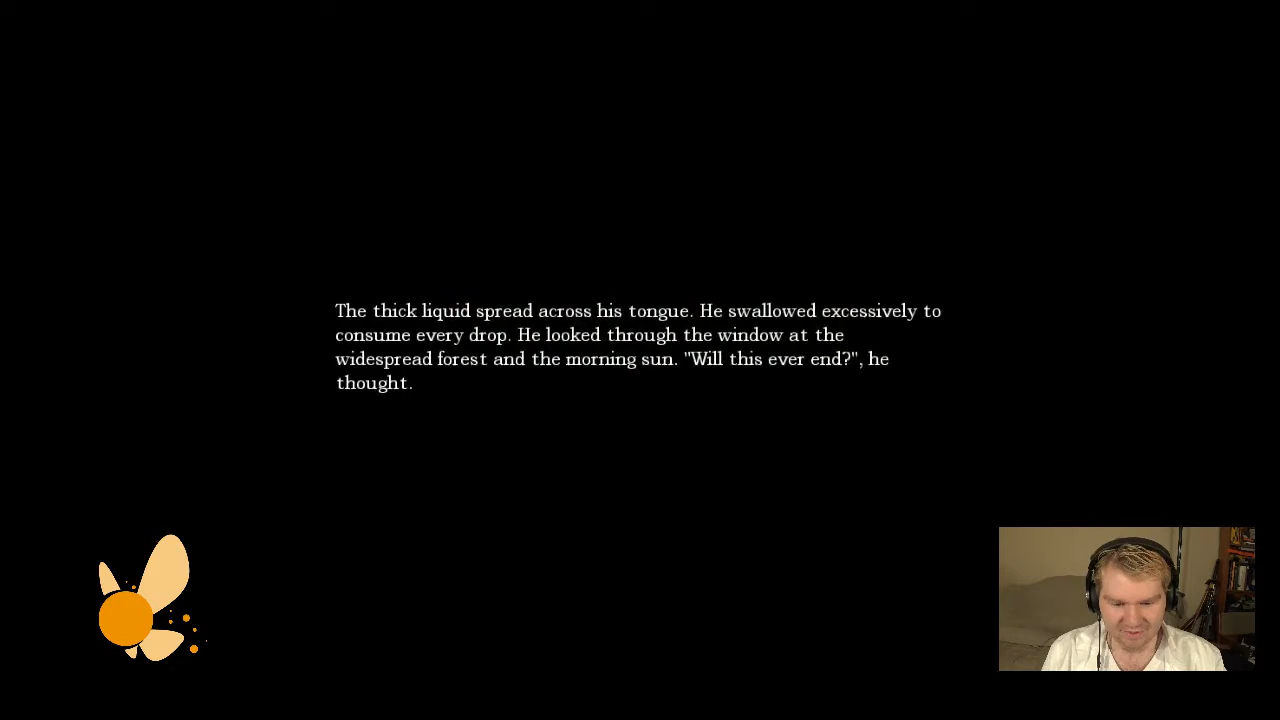 The thick liquid spread across his tongue. He swallowed excessively to
consume every drop. He looked through the window at the
widespread forest and the morning sun. "Will this ever end?", he
thought.